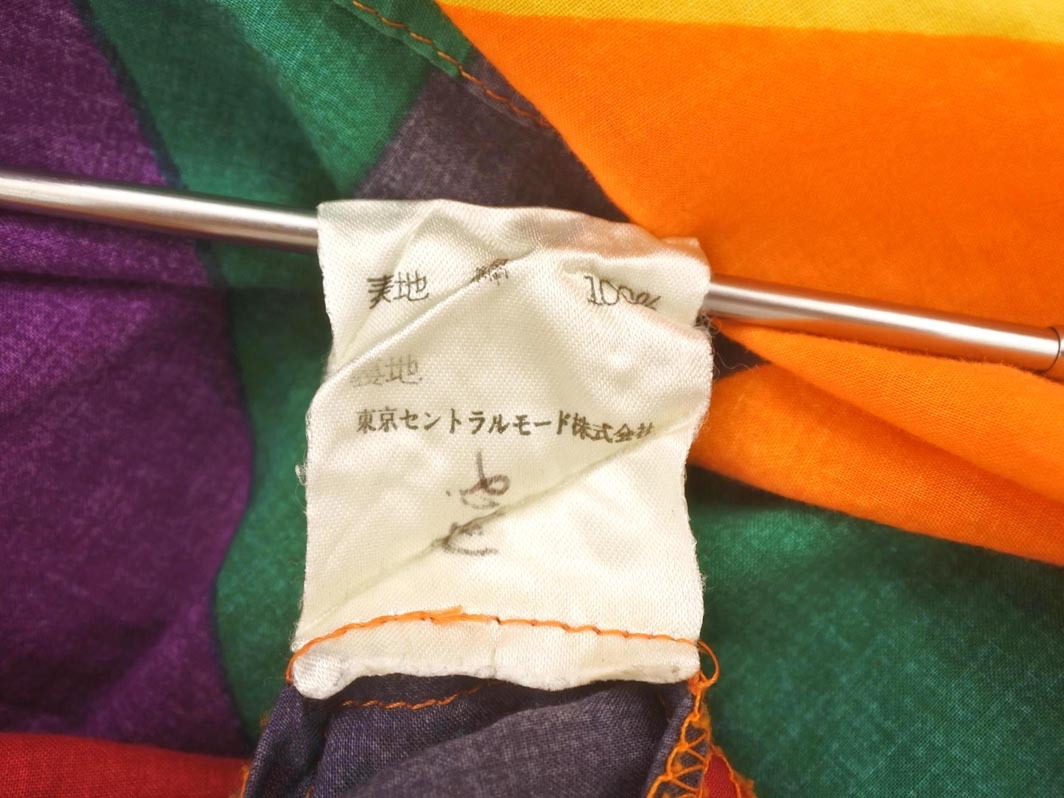 表地 綿 100%
裏地
東京セントラルモード株式会社